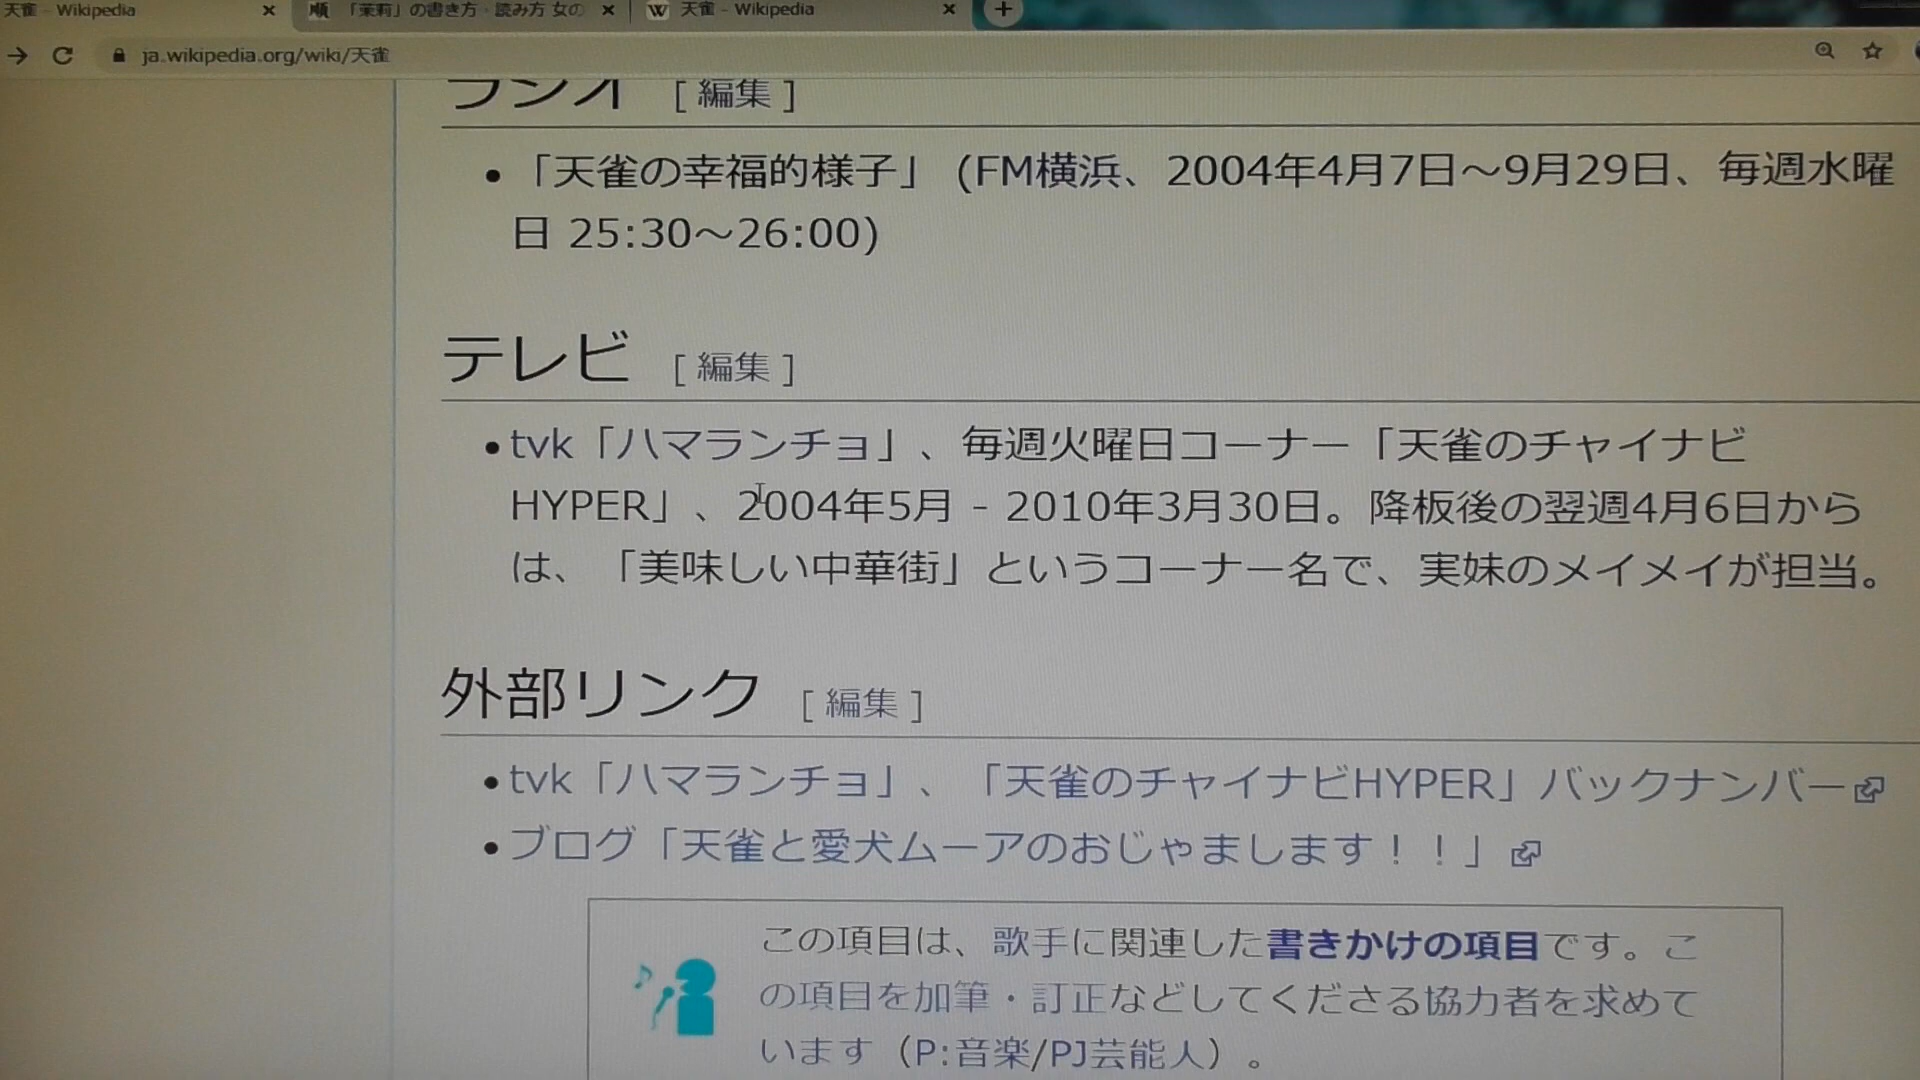 天雀 - Wikipedia
「茉莉」の書き方・読み方 女の
天雀 - Wikipedia
ja.wikipedia.org/wiki/天雀
ラジオ [ 編集 ]
「天雀の幸福的様子」 (FM横浜、2004年4月7日〜9月29日、毎週水曜
日 25:30〜26:00)
テレビ [ 編集 ]
tvk「ハマランチョ」、毎週火曜日コーナー「天雀のチャイナビ
HYPER」、2004年5月 - 2010年3月30日。降板後の翌週4月6日から
は、「美味しい中華街」というコーナー名で、実妹のメイメイが担当。
外部リンク [ 編集 ]
tvk「ハマランチョ」、「天雀のチャイナビHYPER」バックナンバー
ブログ「天雀と愛犬ムーアのおじゃまします！！」
この項目は、歌手に関連した書きかけの項目です。こ
の項目を加筆・訂正などしてくださる協力者を求めて
います（P:音楽/PJ芸能人）。